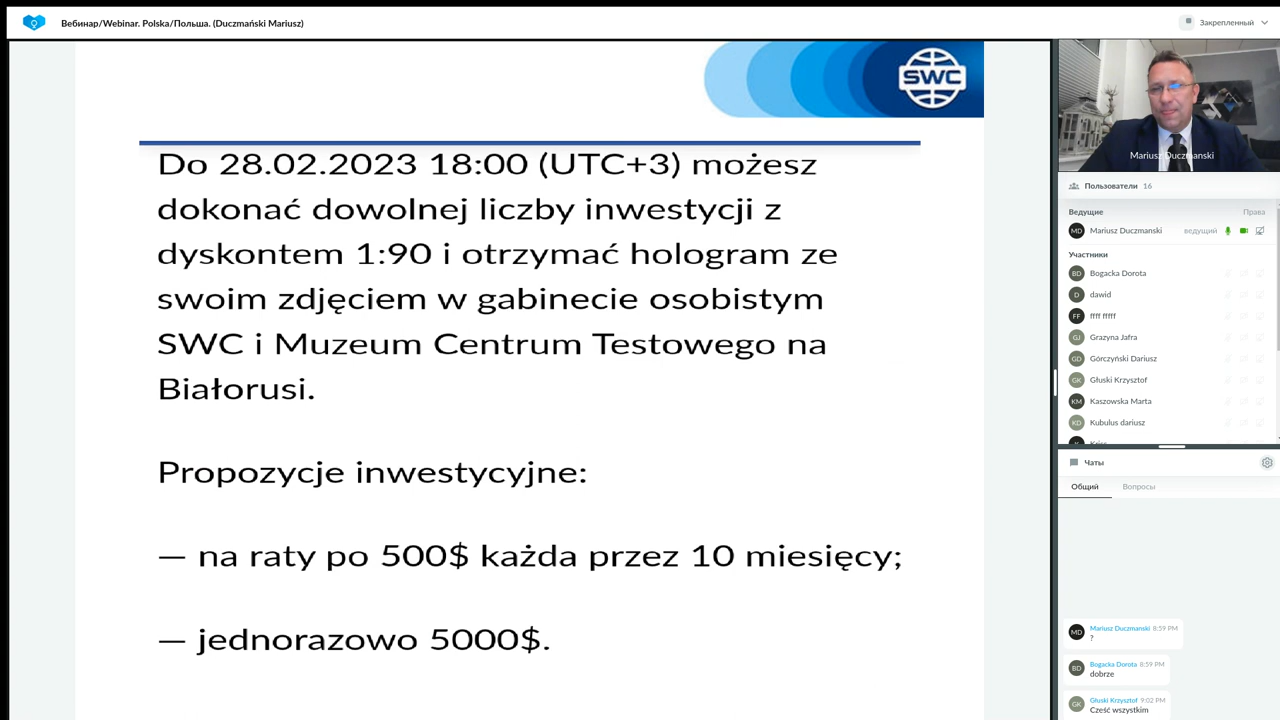 Вебинар/Webinar. Polska/Польша. (Duczmański Mariusz)
Закрепленный
SWC
Do 28.02.2023 18:00 (UTC+3) możesz
dokonać dowolnej liczby inwestycji z
dyskontem 1:90 i otrzymać hologram ze
swoim zdjęciem w gabinecie osobistym
SWC i Muzeum Centrum Testowego na
Białorusi.
Propozycje inwestycyjne:
— na raty po 500$ każda przez 10 miesięcy;
— jednorazowo 5000$.
Mariusz Duczmanski
Пользователи 16
Ведущие Права
MD Mariusz Duczmanski ведущий
Участники
BD Bogacka Dorota
D dawid
FF ffff fffff
GJ Grazyna Jafra
GD Górczyński Dariusz
GK Głuski Krzysztof
KM Kaszowska Marta
KD Kubulus dariusz
Чаты
Общий Вопросы
MD Mariusz Duczmanski 8:59 PM
?
BD Bogacka Dorota 8:59 PM
dobrze
GK Głuski Krzysztof 9:02 PM
Cześć wszystkim